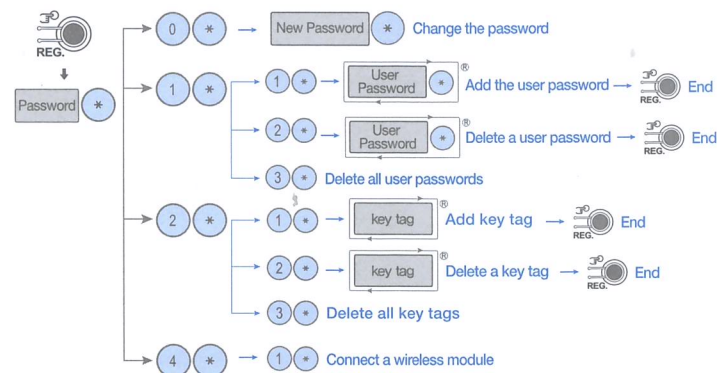 REG.
Password *
0 * New Password * Change the password
1 *
1 * User Password * ® Add the user password REG. End
2 * User Password * ® Delete a user password REG. End
3 * Delete all user passwords
2 *
1 * key tag ® Add key tag REG. End
2 * key tag ® Delete a key tag REG. End
3 * Delete all key tags
4 * 1 * Connect a wireless module